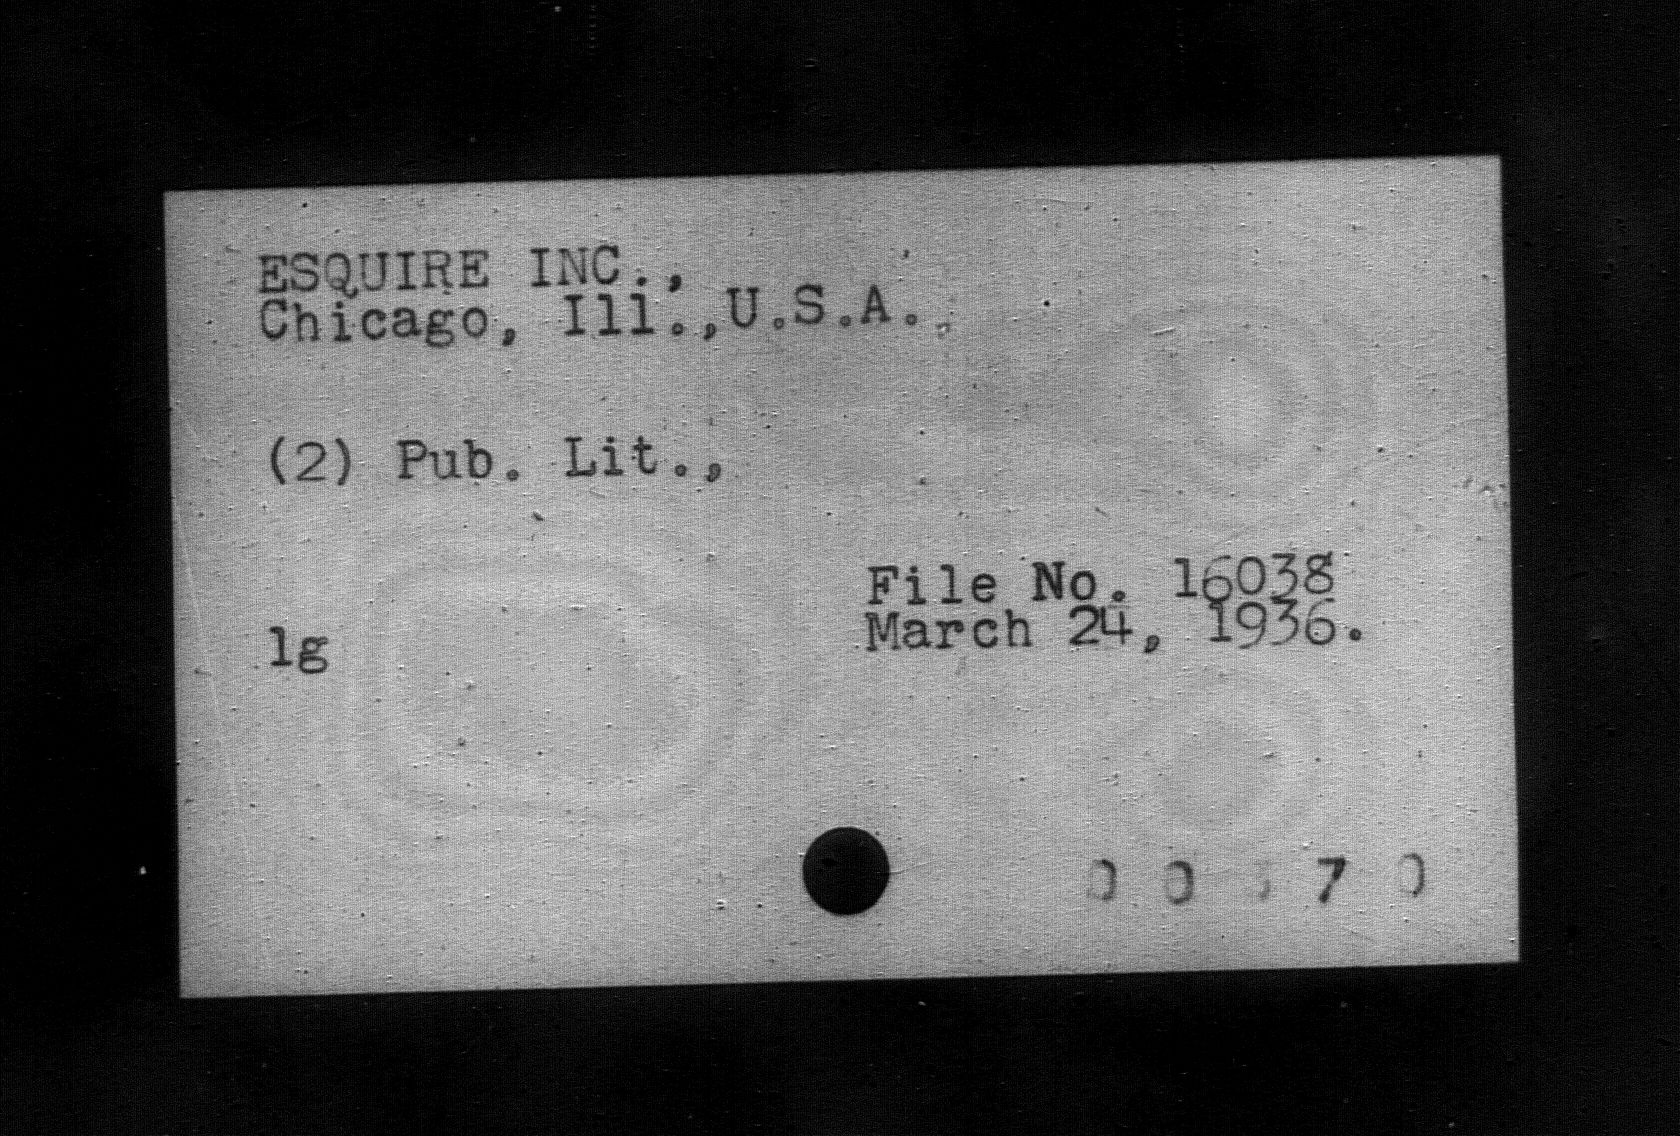 ESQUIRE INC.,
Chicago, Ill.,U.S.A.,
(2) Pub. Lit.,
File No. 16038
March 24, 1936.
lg